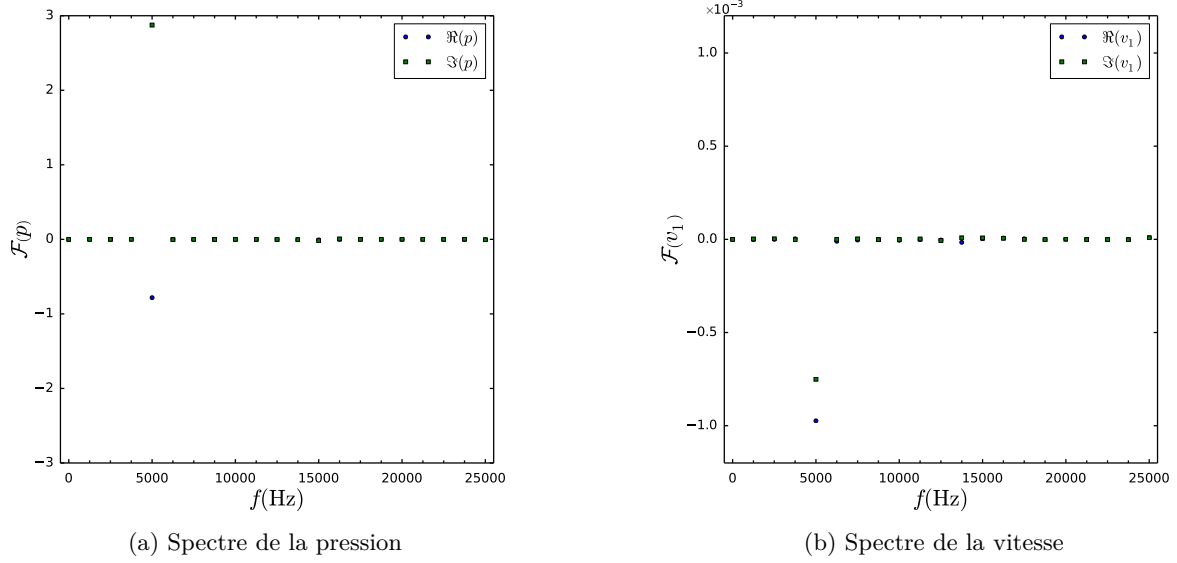 3
2
1
0
−1
−2
−3
0
5000
10000
15000
20000
25000
f(Hz)
ℱ(p)
ℜ(p)
ℑ(p)
(a) Spectre de la pression
×10⁻³
1.0
0.5
0.0
−0.5
−1.0
0
5000
10000
15000
20000
25000
f(Hz)
ℱ(v₁)
ℜ(v₁)
ℑ(v₁)
(b) Spectre de la vitesse